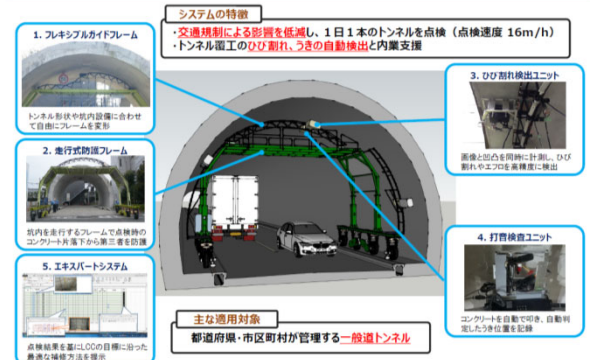 システムの特徴
・交通規制による影響を低減し、1日1本のトンネルを点検（点検速度 16m/h）
・トンネル覆工のひび割れ、うきの自動検出と内業支援
1. フレキシブルガイドフレーム
トンネル形状や坑内設備に合わせ
て自由にフレームを変形
2. 走行式防護フレーム
坑内を走行するフレームで点検時の
コンクリート片落下から第三者を防護
5. エキスパートシステム
点検結果を基にLCCの目標に沿った
最適な補修方法を提示
3. ひび割れ検出ユニット
画像と凹凸を同時に計測し、ひび
割れやエフロを高精度に検出
4. 打音検査ユニット
コンクリートを自動で叩き、自動判
定したうき位置を記録
主な適用対象
都道府県・市区町村が管理する一般道トンネル